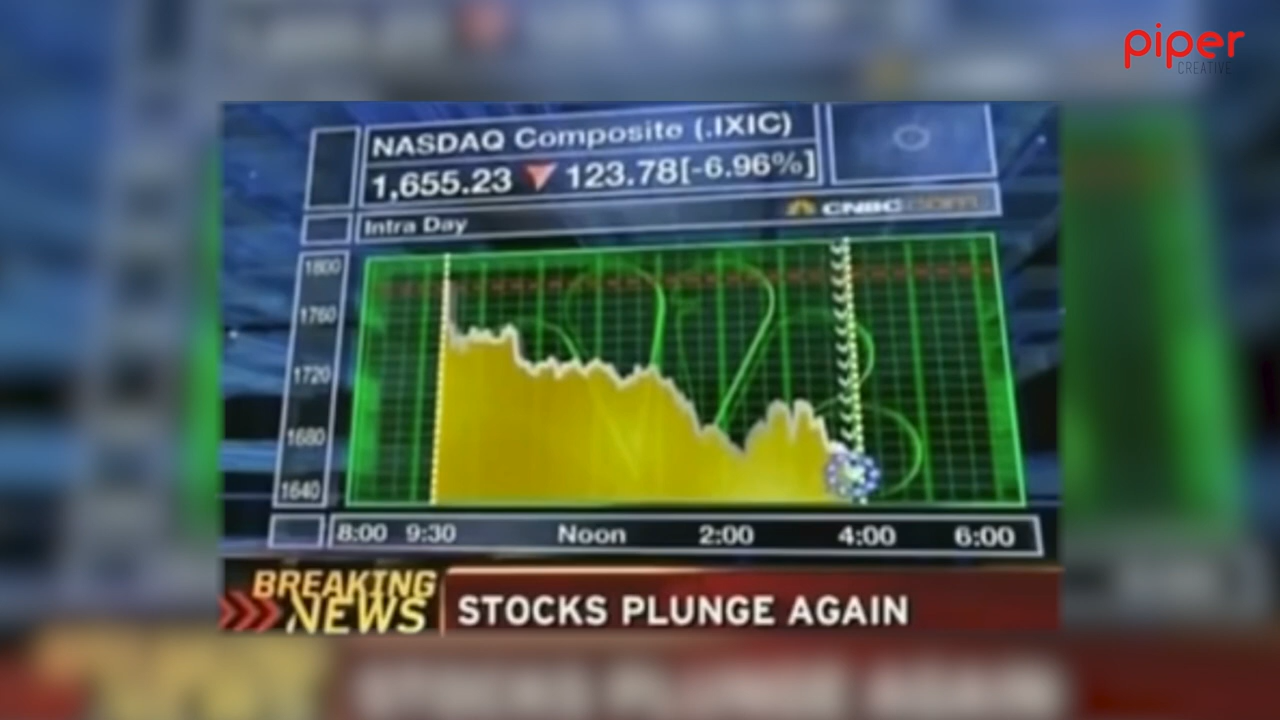 piper
CREATIVE
NASDAQ Composite (.IXIC)
1,655.23 ▼ 123.78[-6.96%]
Intra Day
CNBC.com
1800
1760
1720
1680
1640
8:00 9:30 Noon 2:00 4:00 6:00
BREAKING
NEWS
STOCKS PLUNGE AGAIN